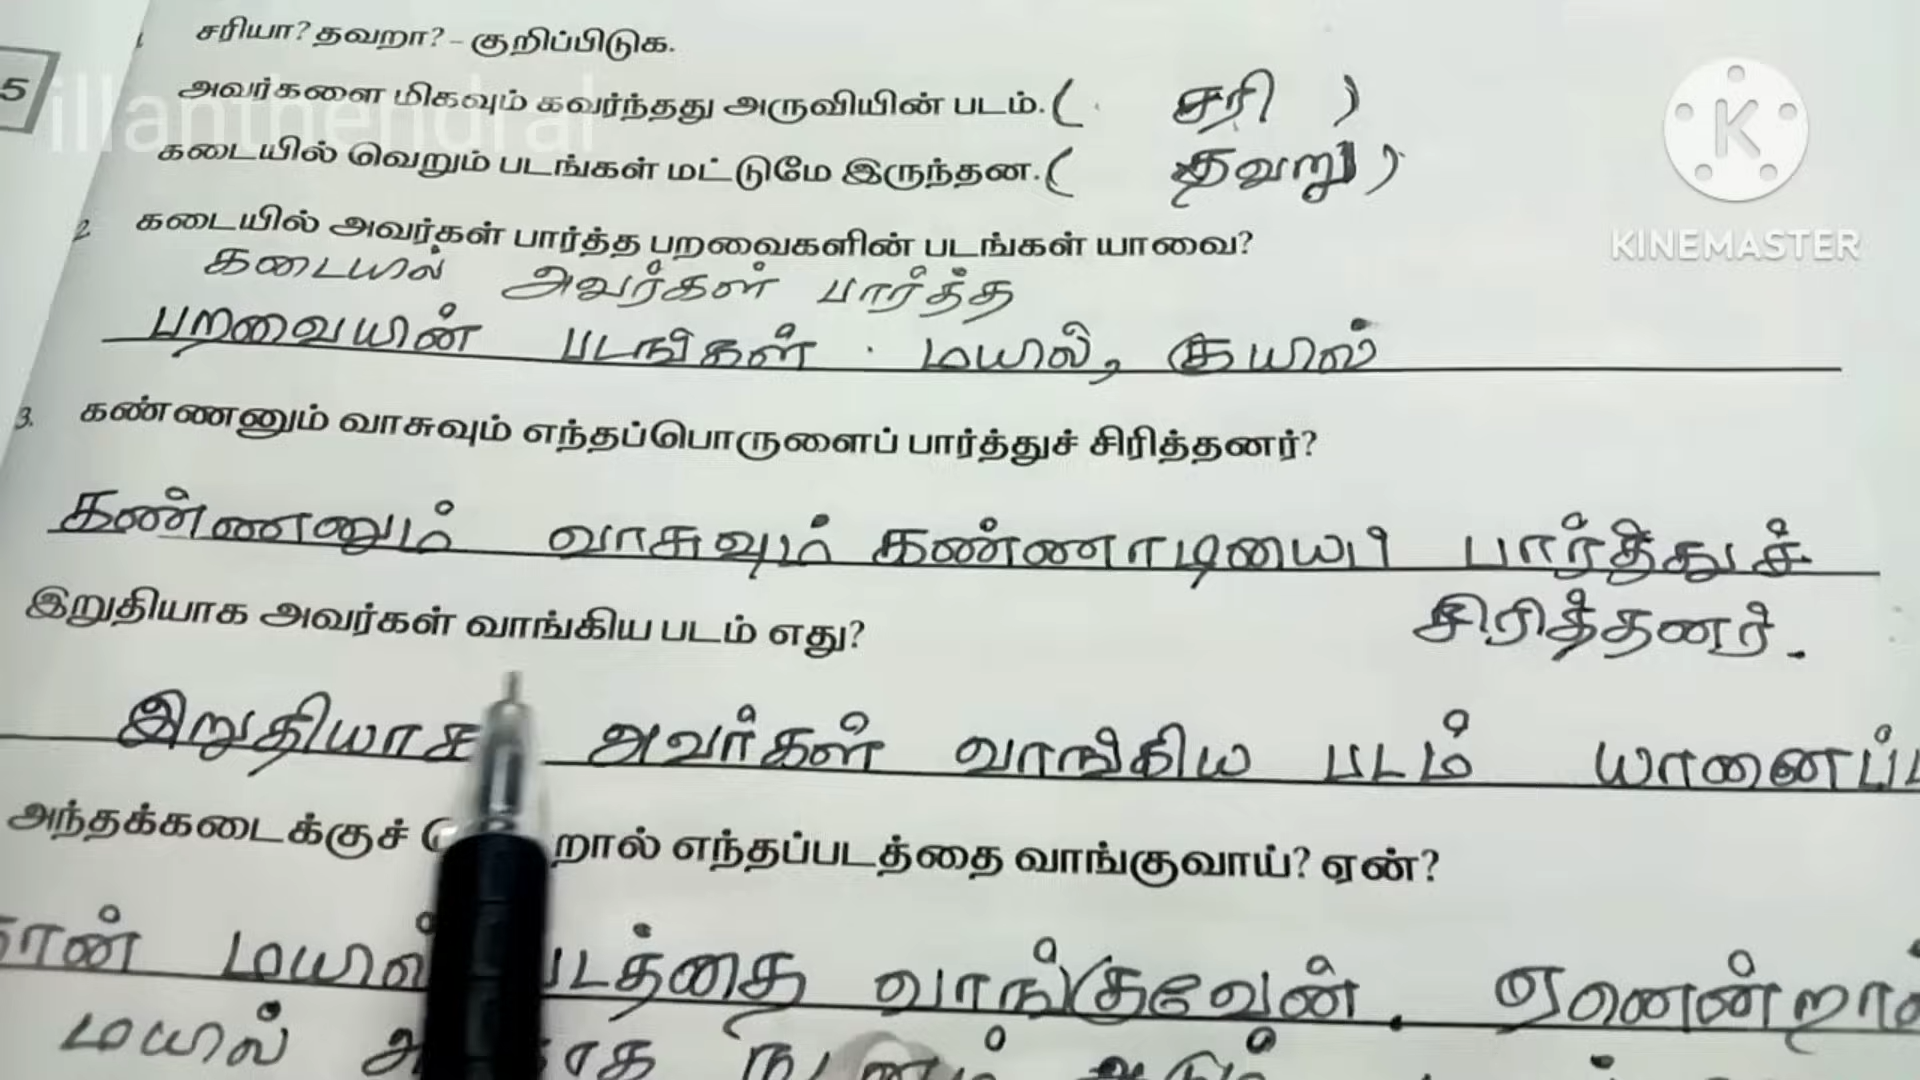 சரியா? தவறா? – குறிப்பிடுக.
5
illanthendral
அவர்களை மிகவும் கவர்ந்தது அருவியின் படம். ( சரி )
கடையில் வெறும் படங்கள் மட்டுமே இருந்தன. ( தவறு )
KINEMASTER
2 கடையில் அவர்கள் பார்த்த பறவைகளின் படங்கள் யாவை?
கடையில் அவர்கள் பார்த்த
பறவையின் படங்கள் . மயில், குயில்
3. கண்ணனும் வாசுவும் எந்தப்பொருளைப் பார்த்துச் சிரித்தனர்?
கண்ணனும் வாசுவும் கண்ணாடியைப் பார்த்துச்
சிரித்தனர்.
இறுதியாக அவர்கள் வாங்கிய படம் எது?
இறுதியாக அவர்கள் வாங்கிய படம்
அந்தக்கடைக்குச் எந்தப்படத்தை வாங்குவாய்? ஏன்?
மயில் வாங்குவேன்.
மயில்